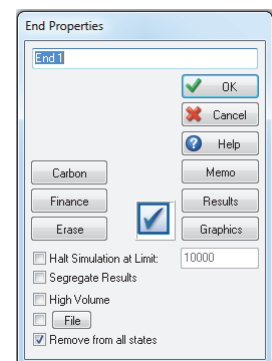 End Properties
End 1
OK
Cancel
Help
Carbon
Memo
Finance
Results
Erase
Graphics
Halt Simulation at Limit: 10000
Segregate Results
High Volume
File
Remove from all states